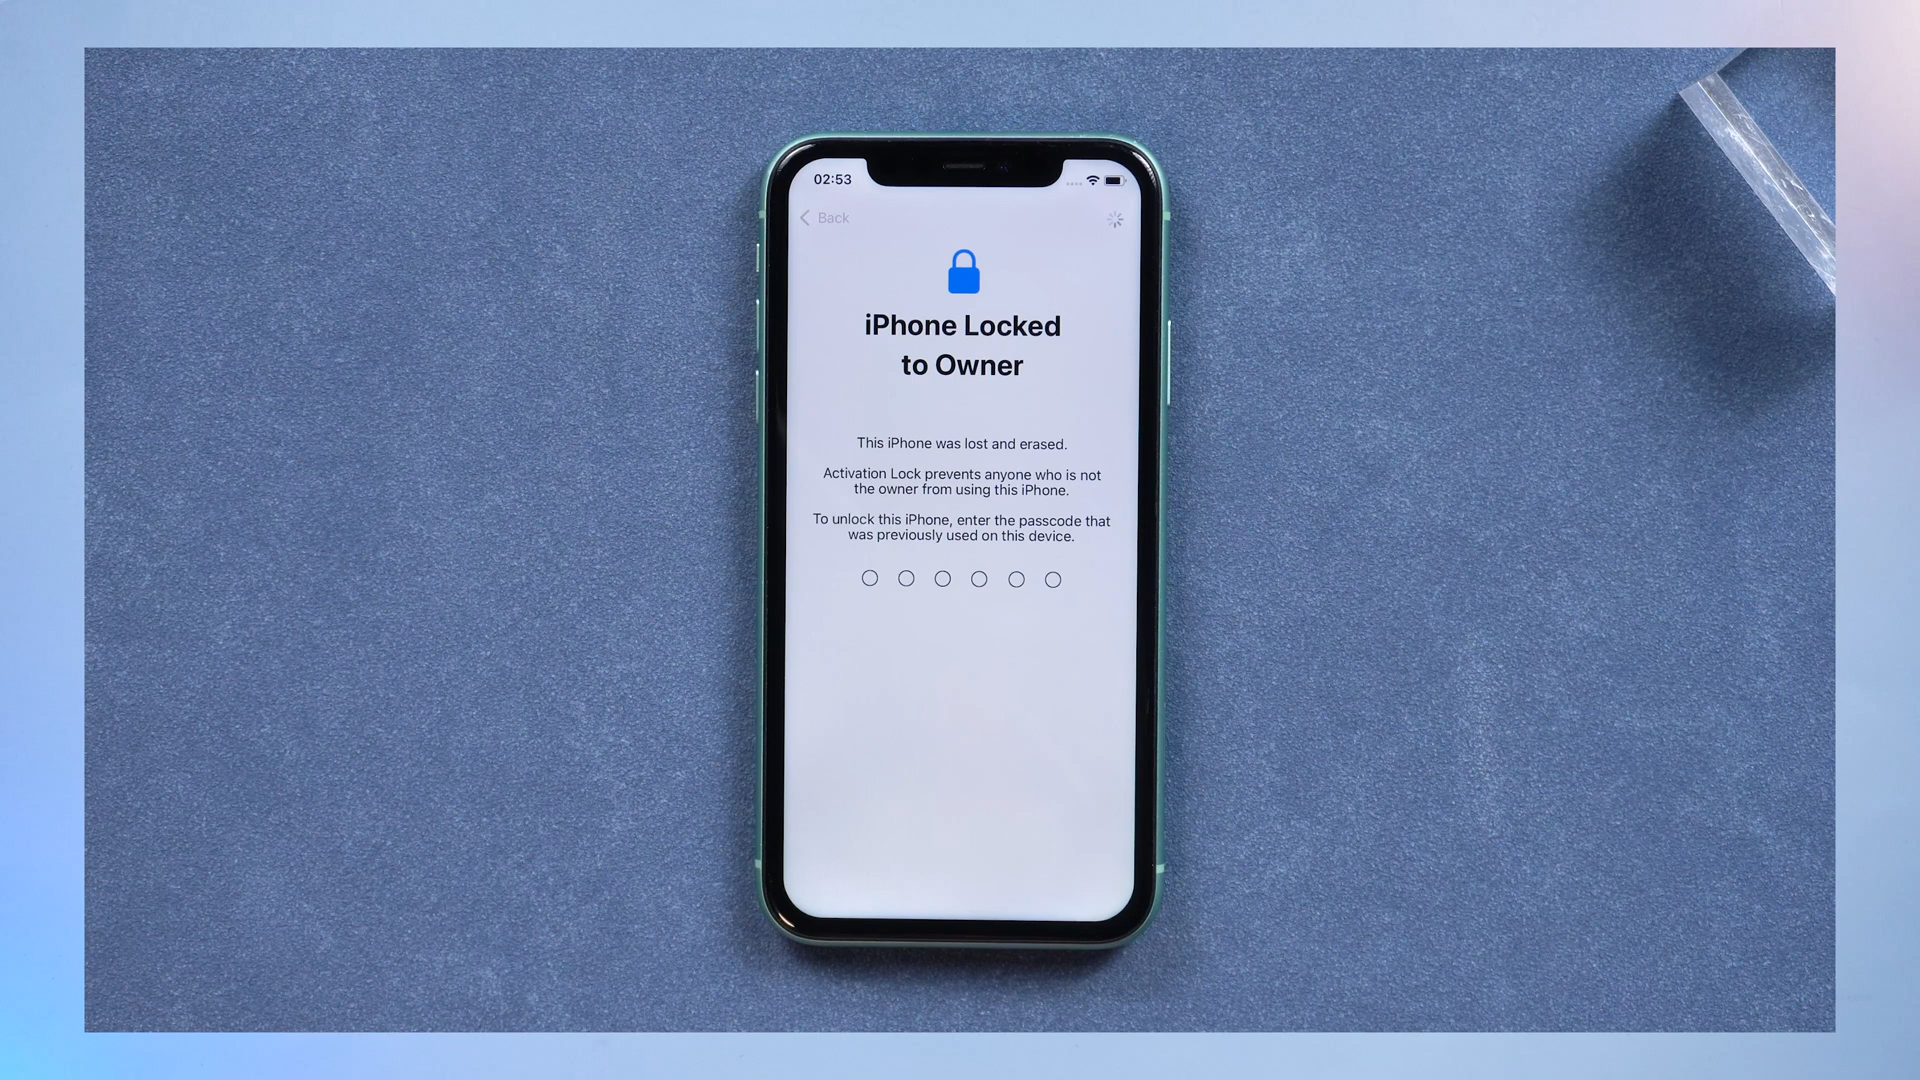 02:53
Back
iPhone Locked
to Owner
This iPhone was lost and erased.
Activation Lock prevents anyone who is not
the owner from using this iPhone.
To unlock this iPhone, enter the passcode that
was previously used on this device.